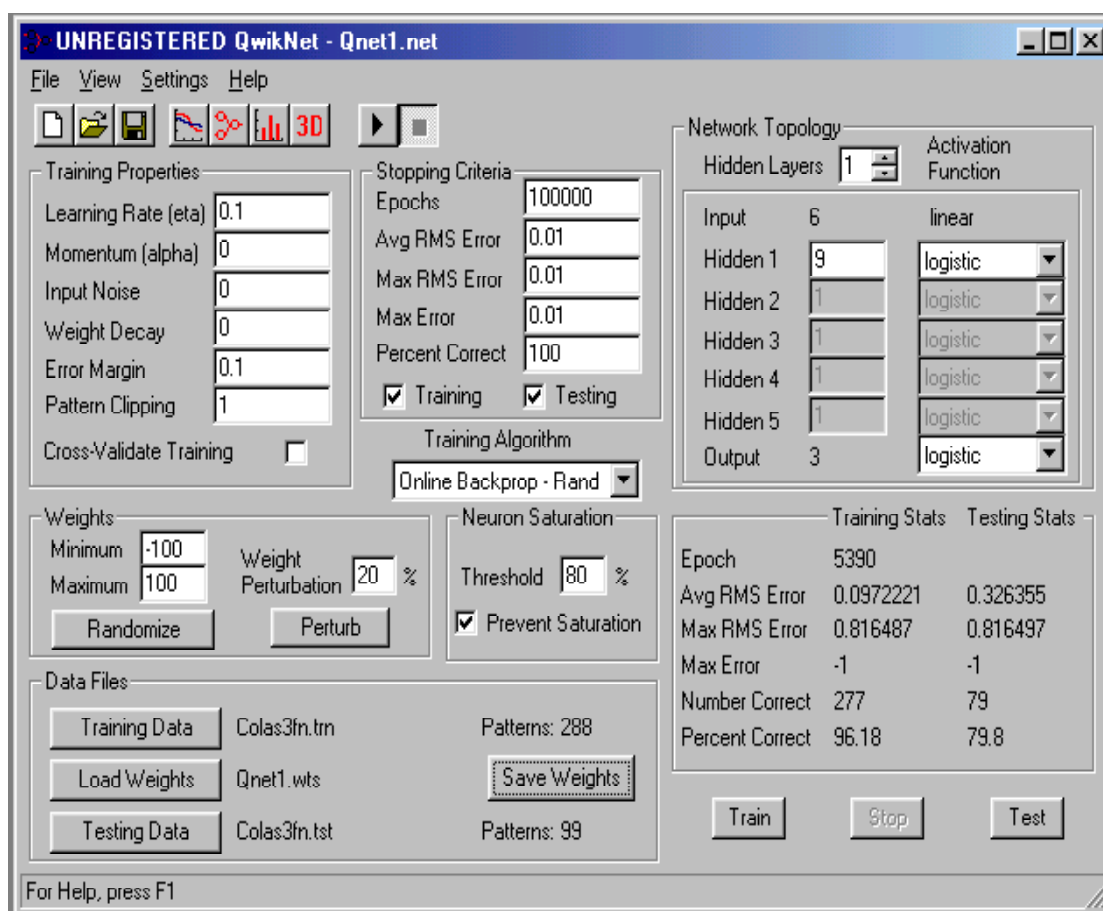 UNREGISTERED QwikNet - Qnet1.net
File View Settings Help
3D
Training Properties
Learning Rate (eta) 0.1
Momentum (alpha) 0
Input Noise 0
Weight Decay 0
Error Margin 0.1
Pattern Clipping 1
Cross-Validate Training
Stopping Criteria
Epochs 100000
Avg RMS Error 0.01
Max RMS Error 0.01
Max Error 0.01
Percent Correct 100
Training Testing
Training Algorithm
Online Backprop - Rand
Network Topology
Hidden Layers 1
Activation
Function
Input 6 linear
Hidden 1 9 logistic
Hidden 2 1 logistic
Hidden 3 1 logistic
Hidden 4 1 logistic
Hidden 5 1 logistic
Output 3 logistic
Weights
Minimum -100
Maximum 100
Weight
Perturbation 20 %
Randomize Perturb
Neuron Saturation
Threshold 80 %
Prevent Saturation
Training Stats Testing Stats
Epoch 5390
Avg RMS Error 0.0972221 0.326355
Max RMS Error 0.816487 0.816497
Max Error -1 -1
Number Correct 277 79
Percent Correct 96.18 79.8
Data Files
Training Data Colas3fn.trn Patterns: 288
Load Weights Qnet1.wts Save Weights
Testing Data Colas3fn.tst Patterns: 99
Train Stop Test
For Help, press F1